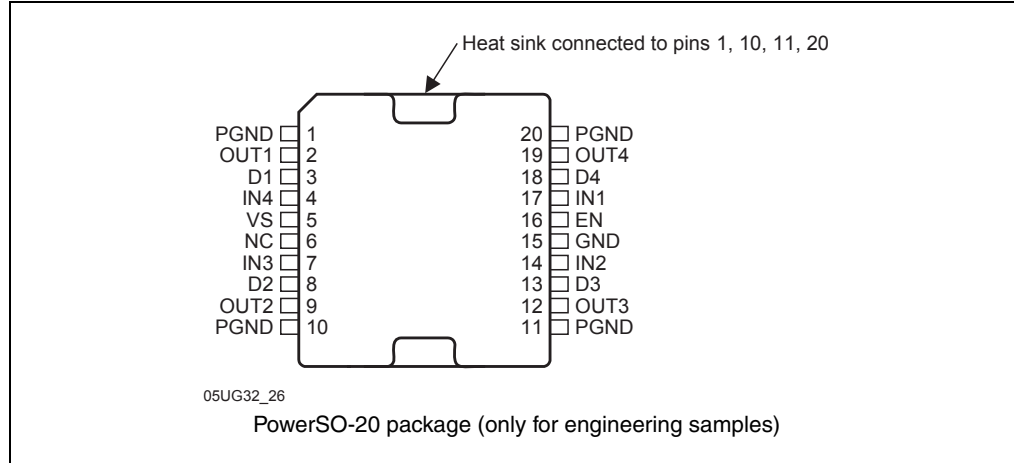 Heat sink connected to pins 1, 10, 11, 20
PGND 1 20 PGND
OUT1 2 19 OUT4
D1 3 18 D4
IN4 4 17 IN1
VS 5 16 EN
NC 6 15 GND
IN3 7 14 IN2
D2 8 13 D3
OUT2 9 12 OUT3
PGND 10 11 PGND
05UG32_26
PowerSO-20 package (only for engineering samples)